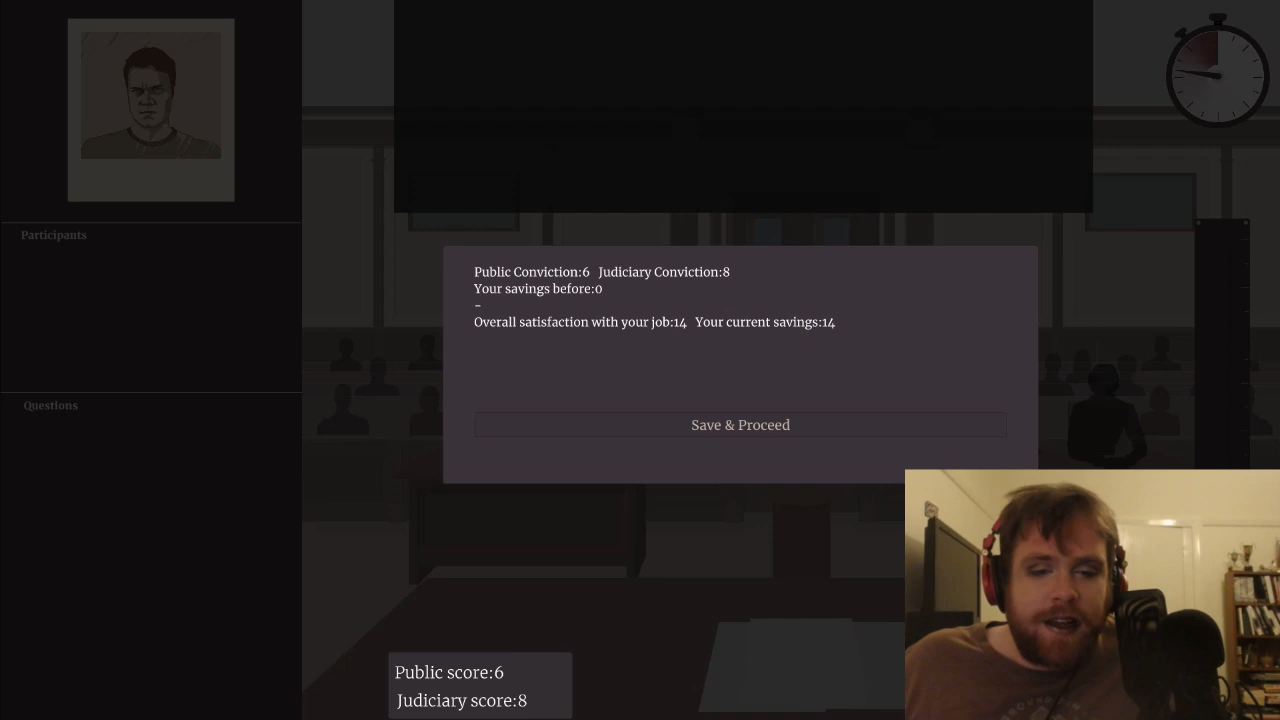 Participants
Questions
Public Conviction:6 Judiciary Conviction:8
Your savings before:0
-
Overall satisfaction with your job:14 Your current savings:14
Save & Proceed
Public score:6
Judiciary score:8